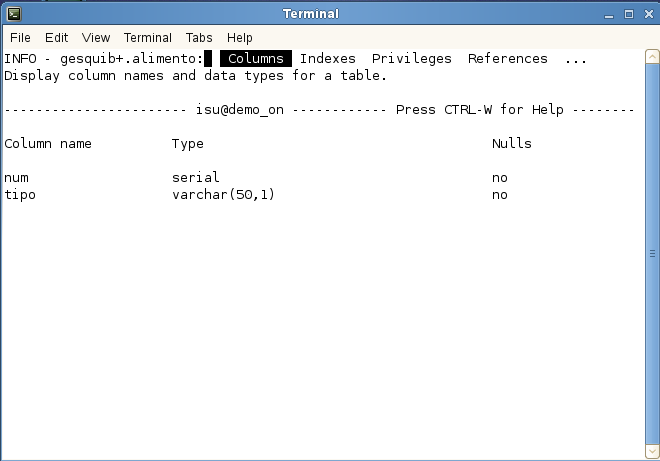 Terminal
File Edit View Terminal Tabs Help
INFO - gesquib+.alimento: Columns Indexes Privileges References ...
Display column names and data types for a table.
----------------------- isu@demo_on ------------ Press CTRL-W for Help --------
Column name Type Nulls
num serial no
tipo varchar(50,1) no